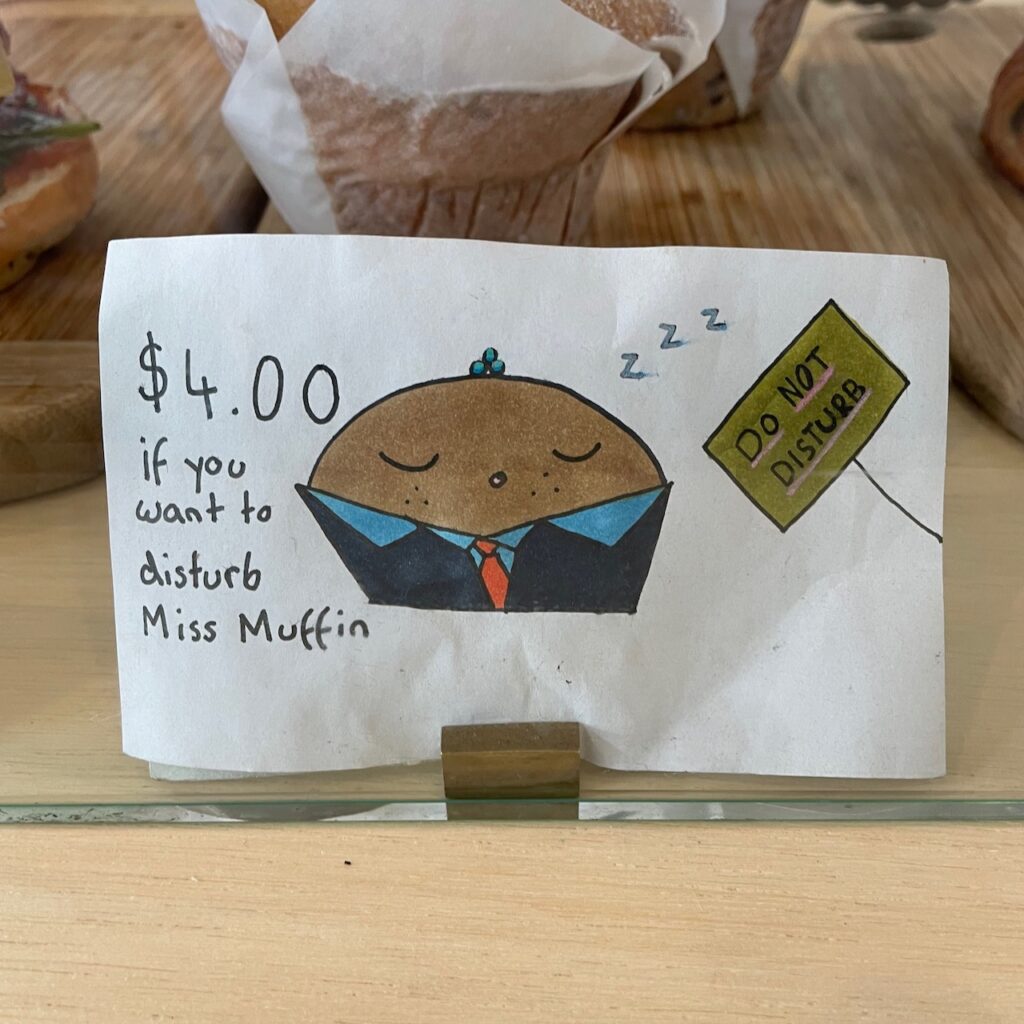 $4.00
if you
want to
disturb
Miss Muffin
z z z
DO NOT
DISTURB